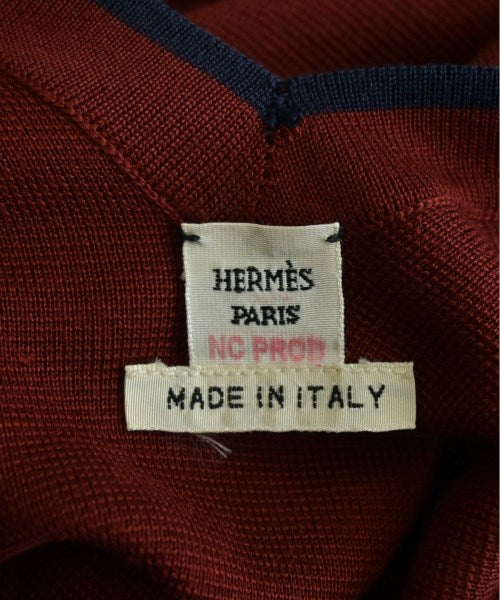 HERMÈS
PARIS
NC PROD
MADE IN ITALY